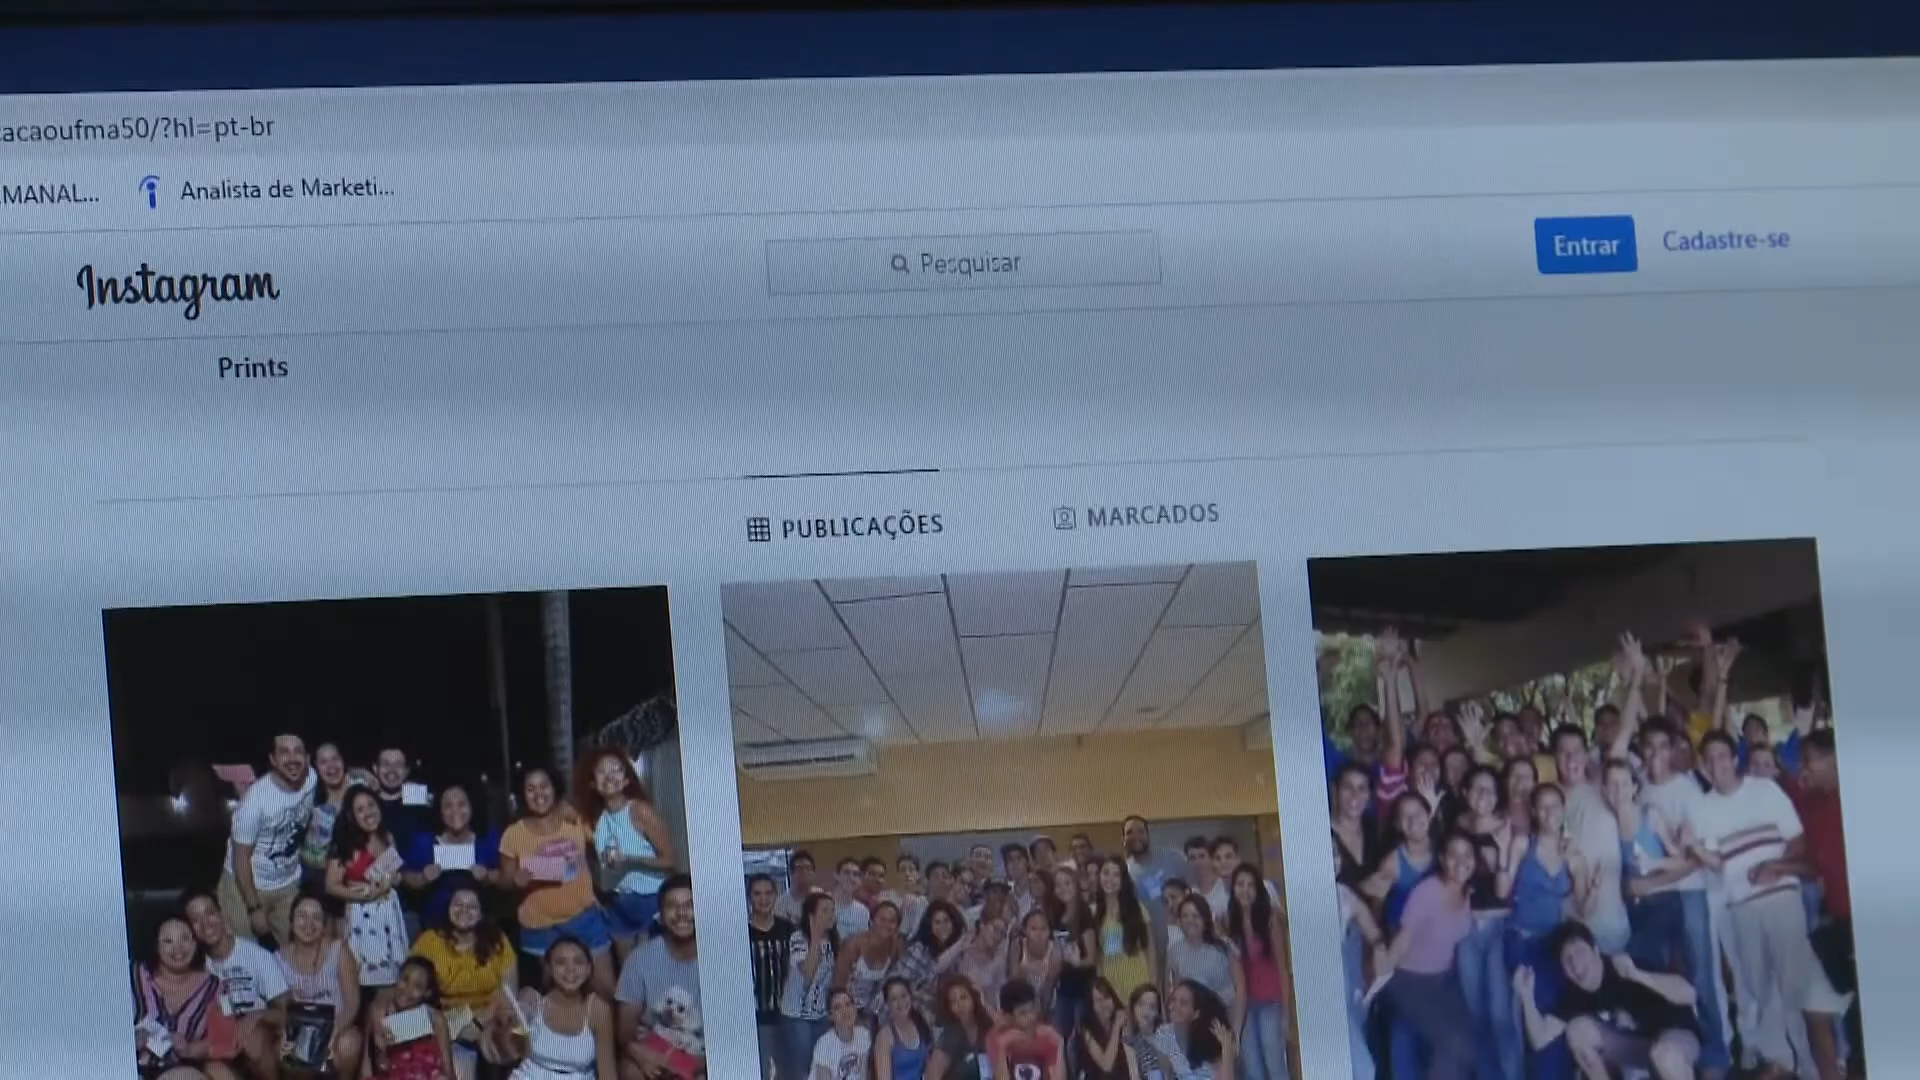 acaoufma50/?hl=pt-br
MANAL...
Analista de Marketi...
Instagram
Pesquisar
Entrar
Cadastre-se
Prints
PUBLICAÇÕES
MARCADOS